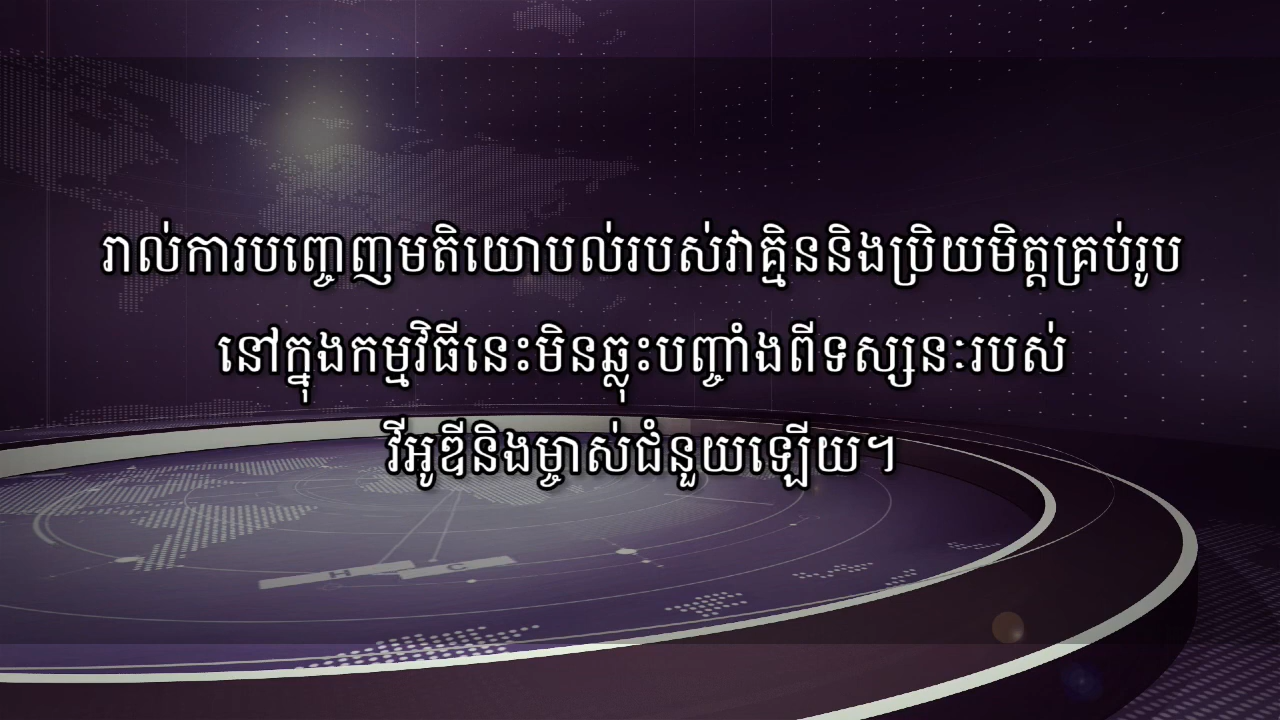 រាល់ការបញ្ចេញមតិយោបល់របស់វាគ្មិននិងប្រិយមិត្តគ្រប់រូប
នៅក្នុងកម្មវិធីនេះមិនឆ្លុះបញ្ចាំងពីទស្សនៈរបស់
វីអូឌីនិងម្ចាស់ជំនួយឡើយ។
H
C